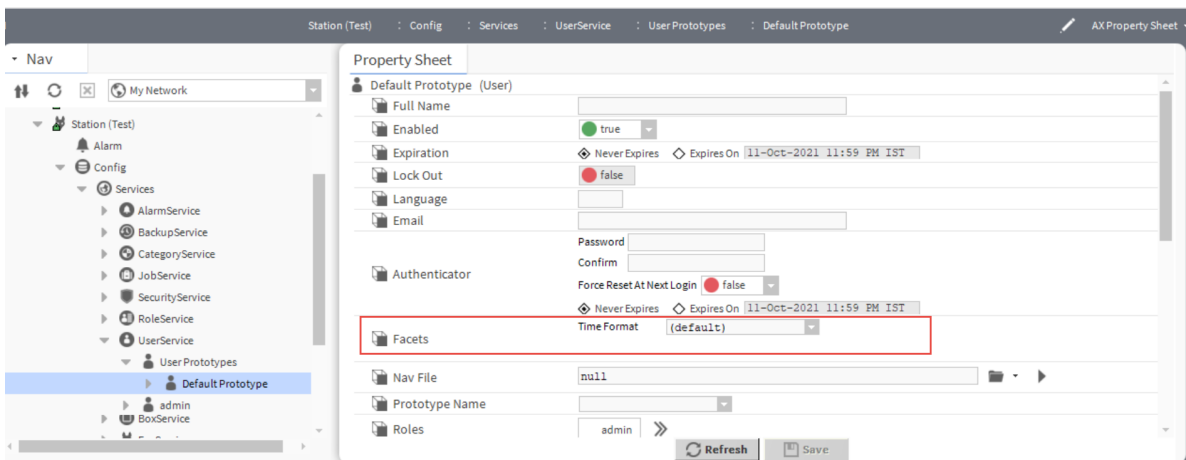 Station (Test) : Config : Services : UserService : User Prototypes : Default Prototype AX Property Sheet
Nav
My Network
Station (Test)
Alarm
Config
Services
AlarmService
BackupService
CategoryService
JobService
SecurityService
RoleService
UserService
User Prototypes
Default Prototype
admin
BoxService
Property Sheet
Default Prototype (User)
Full Name
Enabled true
Expiration Never Expires Expires On 11-Oct-2021 11:59 PM IST
Lock Out false
Language
Email
Authenticator
Password
Confirm
Force Reset At Next Login false
Never Expires Expires On 11-Oct-2021 11:59 PM IST
Facets Time Format (default)
Nav File null
Prototype Name
Roles admin
Refresh Save